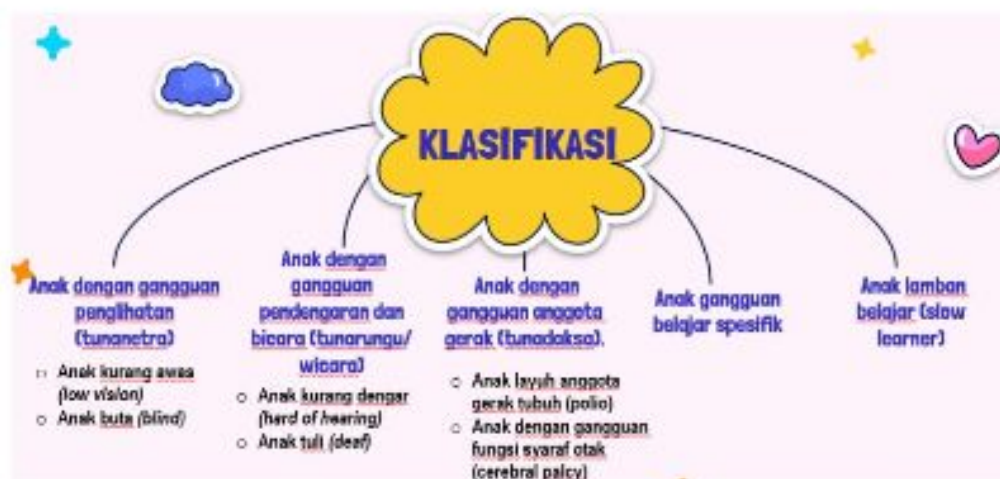 KLASIFIKASI
Anak dengan gangguan
penglihatan
(tunanetra)
○ Anak kurang awas
(low vision)
○ Anak buta (blind)
Anak dengan
gangguan
pendengaran dan
bicara (tunarungu/
wicara)
○ Anak kurang dengar
(hard of hearing)
○ Anak tuli (deaf)
Anak dengan
gangguan anggota
gerak (tunadaksa).
○ Anak layuh anggota
gerak tubuh (polio)
○ Anak dengan gangguan
fungsi syaraf otak
(cerebral palcy)
Anak gangguan
belajar spesifik
Anak lamban
belajar (slow
learner)